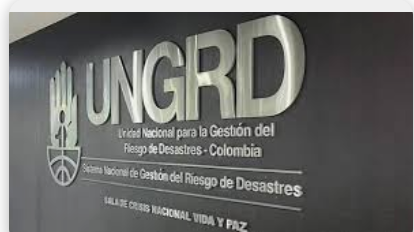 UNGRD
Unidad Nacional para la Gestión del
Riesgo de Desastres - Colombia
Sistema Nacional de Gestión del Riesgo de Desastres
SALA DE CRISIS NACIONAL VIDA Y PAZ